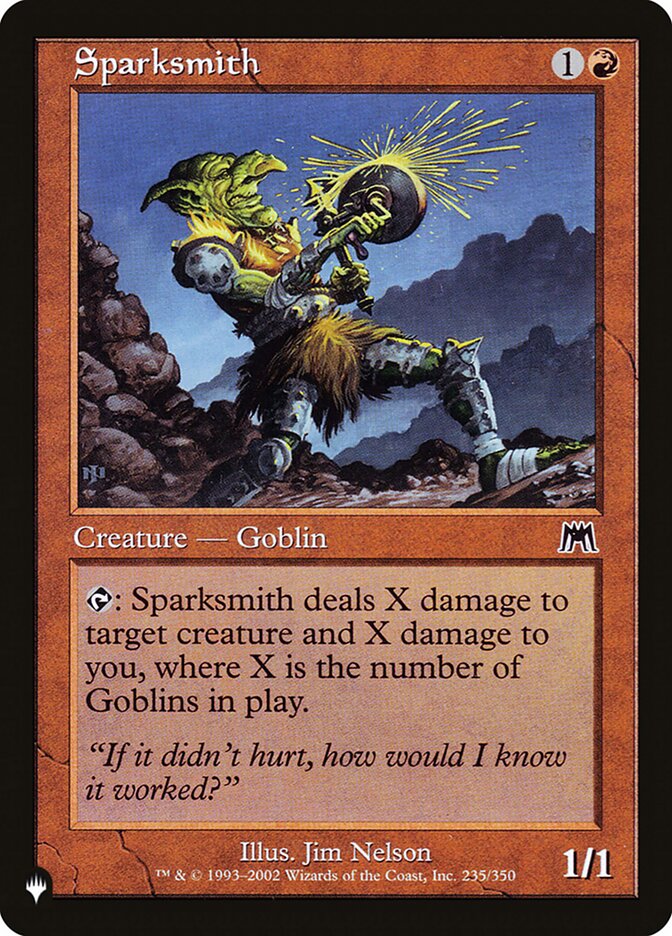 Sparksmith 1
Creature — Goblin
: Sparksmith deals X damage to
target creature and X damage to
you, where X is the number of
Goblins in play.
“If it didn’t hurt, how would I know
it worked?”
Illus. Jim Nelson
™ & © 1993–2002 Wizards of the Coast, Inc. 235/350
1/1